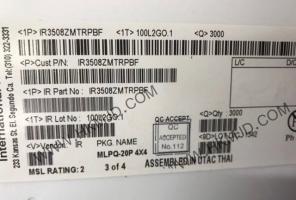 <1P> IR3508ZMTRPBF <1T> 100L2GO.1 <Q> 3000
<P>Cust P/N: IR3508ZMTRPBF
L/C
D/C
<1P> IR Part No : IR3508ZMTRPBF
<1T> IR Lot No : 100L2GO.1
QC ACCEPT
<Q>Qty : 3000
QC
ACCEPTED
No.112
<V>Vendor: IR PKG. NAME
MLPQ-20P 4X4
ASSEMBLED IN UTAC THAI
MSL RATING: 2 3 of 4
International
233 Kansas St. El Segundo Ca. Tel:(310) 322-3331